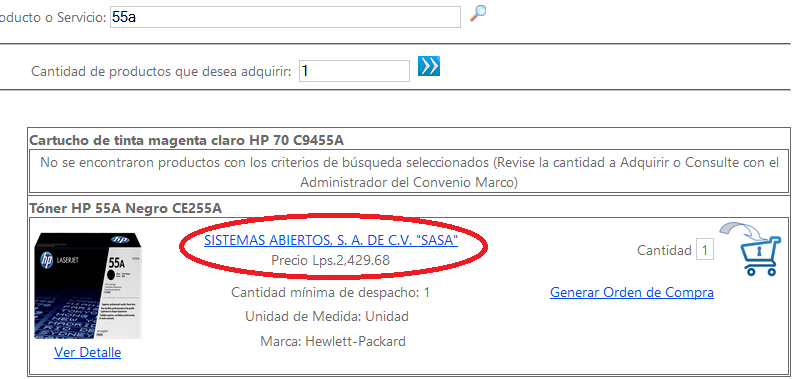 oducto o Servicio: 55a
Cantidad de productos que desea adquirir: 1
Cartucho de tinta magenta claro HP 70 C9455A
No se encontraron productos con los criterios de búsqueda seleccionados (Revise la cantidad a Adquirir o Consulte con el
Administrador del Convenio Marco)
Tóner HP 55A Negro CE255A
hp
LASERJET
55A
SISTEMAS ABIERTOS, S. A. DE C.V. "SASA"
Precio Lps.2,429.68
Cantidad 1
Cantidad mínima de despacho: 1
Generar Orden de Compra
Unidad de Medida: Unidad
Marca: Hewlett-Packard
Ver Detalle